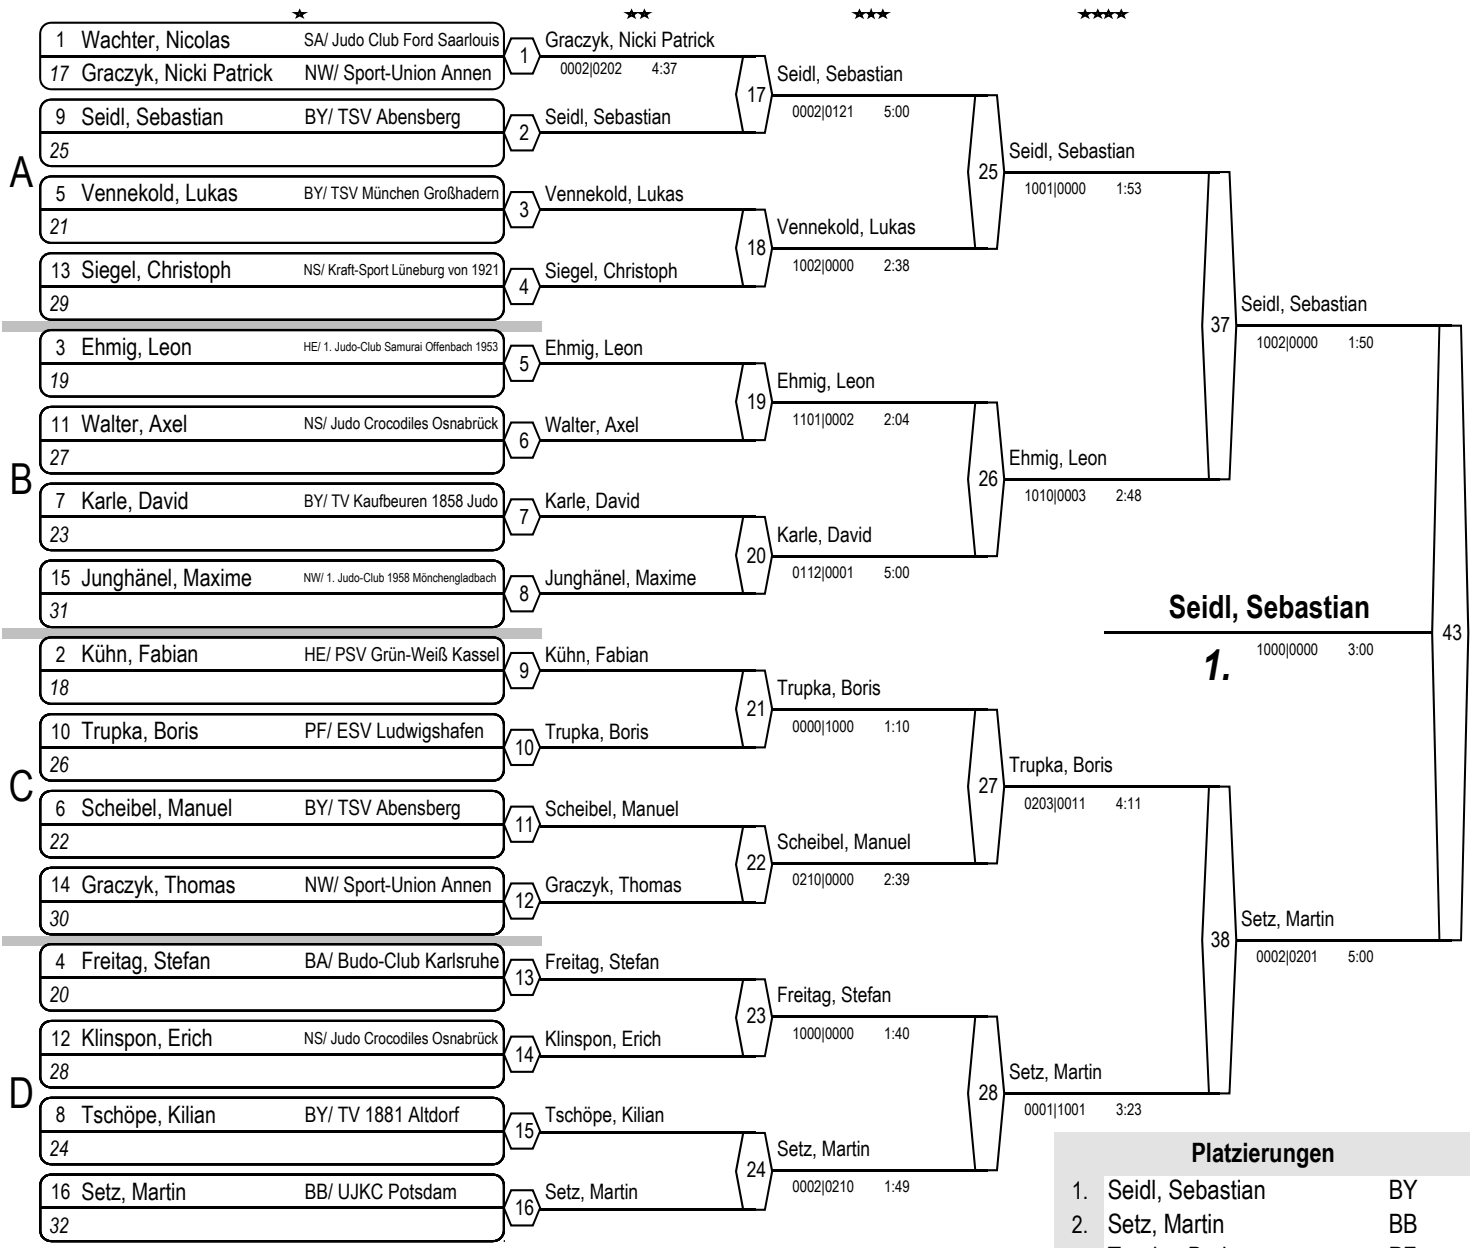 ★ ★★ ★★★ ★★★★
A
1 Wachter, Nicolas SA/ Judo Club Ford Saarlouis
17 Graczyk, Nicki Patrick NW/ Sport-Union Annen
9 Seidl, Sebastian BY/ TSV Abensberg
25
5 Vennekold, Lukas BY/ TSV München Großhadern
21
13 Siegel, Christoph NS/ Kraft-Sport Lüneburg von 1921
29
B
3 Ehmig, Leon HE/ 1. Judo-Club Samurai Offenbach 1953
19
11 Walter, Axel NS/ Judo Crocodiles Osnabrück
27
7 Karle, David BY/ TV Kaufbeuren 1858 Judo
23
15 Junghänel, Maxime NW/ 1. Judo-Club 1958 Mönchengladbach
31
C
2 Kühn, Fabian HE/ PSV Grün-Weiß Kassel
18
10 Trupka, Boris PF/ ESV Ludwigshafen
26
6 Scheibel, Manuel BY/ TSV Abensberg
22
14 Graczyk, Thomas NW/ Sport-Union Annen
30
D
4 Freitag, Stefan BA/ Budo-Club Karlsruhe
20
12 Klinspon, Erich NS/ Judo Crocodiles Osnabrück
28
8 Tschöpe, Kilian BY/ TV 1881 Altdorf
24
16 Setz, Martin BB/ UJKC Potsdam
32
1 Graczyk, Nicki Patrick
0002|0202 4:37
2 Seidl, Sebastian
3 Vennekold, Lukas
4 Siegel, Christoph
5 Ehmig, Leon
6 Walter, Axel
7 Karle, David
8 Junghänel, Maxime
9 Kühn, Fabian
10 Trupka, Boris
11 Scheibel, Manuel
12 Graczyk, Thomas
13 Freitag, Stefan
14 Klinspon, Erich
15 Tschöpe, Kilian
16 Setz, Martin
17 Seidl, Sebastian
0002|0121 5:00
18 Vennekold, Lukas
1002|0000 2:38
19 Ehmig, Leon
1101|0002 2:04
20 Karle, David
0112|0001 5:00
21 Trupka, Boris
0000|1000 1:10
22 Scheibel, Manuel
0210|0000 2:39
23 Freitag, Stefan
1000|0000 1:40
24 Setz, Martin
0002|0210 1:49
25 Seidl, Sebastian
1001|0000 1:53
26 Ehmig, Leon
1010|0003 2:48
27 Trupka, Boris
0203|0011 4:11
28 Setz, Martin
0001|1001 3:23
37 Seidl, Sebastian
1002|0000 1:50
38 Setz, Martin
0002|0201 5:00
Seidl, Sebastian 43
1. 1000|0000 3:00
Platzierungen
1. Seidl, Sebastian BY
2. Setz, Martin BB